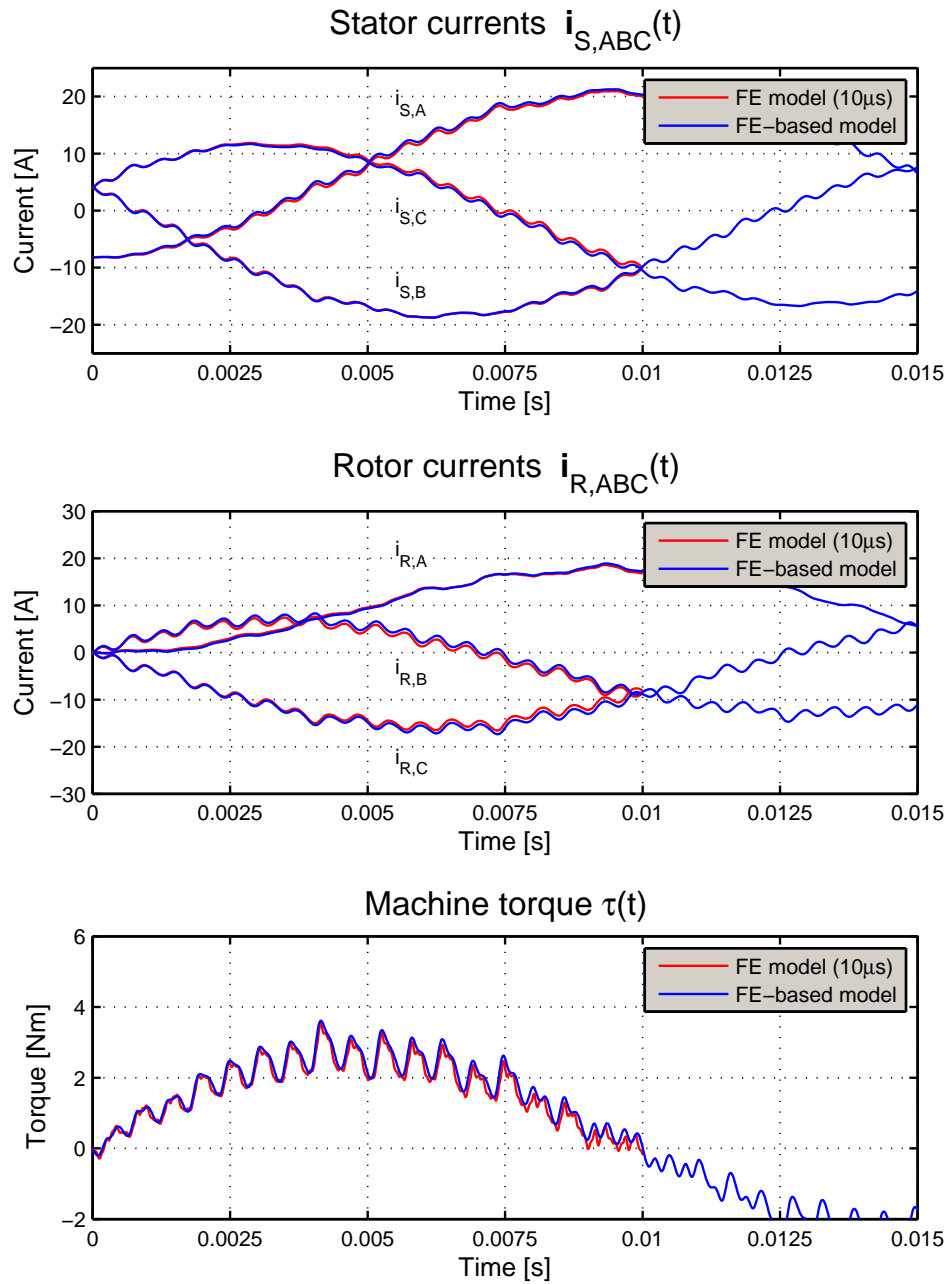 Stator currents i_S,ABC(t)
Current [A]
20
10
0
−10
−20
i_S,A
i_S,C
i_S,B
FE model (10μs)
FE−based model
0 0.0025 0.005 0.0075 0.01 0.0125 0.015
Time [s]
Rotor currents i_R,ABC(t)
Current [A]
30
20
10
0
−10
−20
−30
i_R,A
i_R,B
i_R,C
FE model (10μs)
FE−based model
0 0.0025 0.005 0.0075 0.01 0.0125 0.015
Time [s]
Machine torque τ(t)
Torque [Nm]
6
4
2
0
−2
FE model (10μs)
FE−based model
0 0.0025 0.005 0.0075 0.01 0.0125 0.015
Time [s]